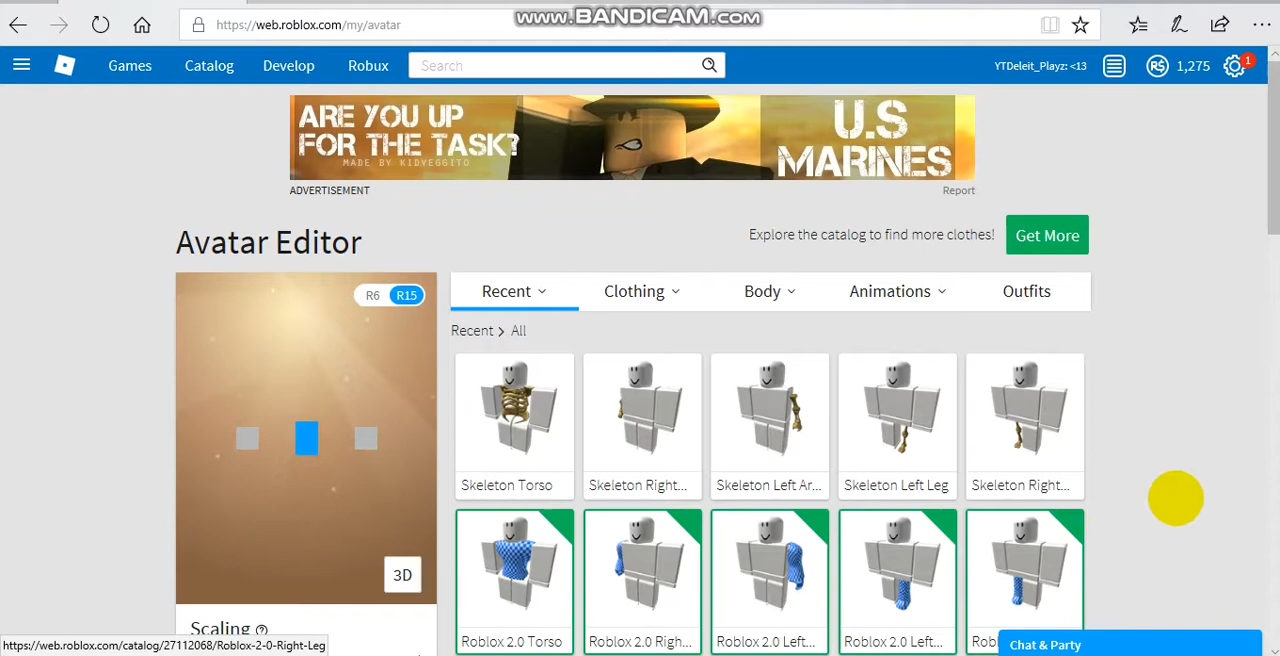 https://web.roblox.com/my/avatar
www.BANDICAM.com
Games Catalog Develop Robux Search YTDeleit_Playz: <13 R$ 1,275 1
ARE YOU UP
FOR THE TASK?
MADE BY KIDVEGGITO
U.S
MARINES
ADVERTISEMENT Report
Avatar Editor Explore the catalog to find more clothes! Get More
R6 R15
Recent Clothing Body Animations Outfits
Recent > All
Skeleton Torso Skeleton Right... Skeleton Left Ar... Skeleton Left Leg Skeleton Right...
3D
Scaling ?
Roblox 2.0 Torso Roblox 2.0 Righ... Roblox 2.0 Left... Roblox 2.0 Left... Rob
https://web.roblox.com/catalog/27112068/Roblox-2-0-Right-Leg
Chat & Party